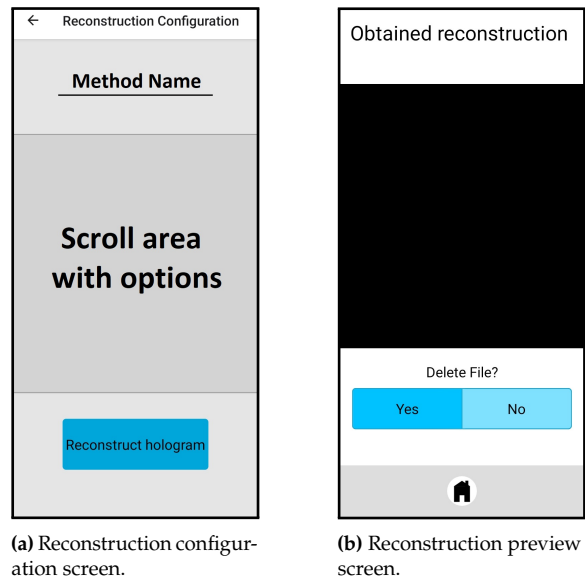 ← Reconstruction Configuration
Method Name
Scroll area
with options
Reconstruct hologram
(a) Reconstruction configur-
ation screen.
Obtained reconstruction
Delete File?
Yes No
(b) Reconstruction preview
screen.